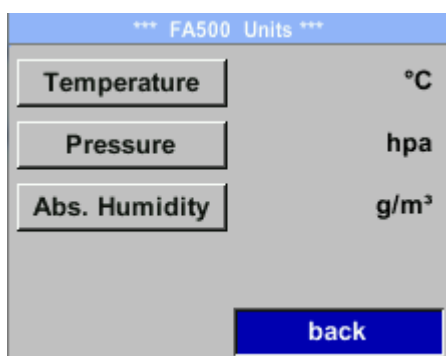 *** FA500 Units ***
Temperature °C
Pressure hpa
Abs. Humidity g/m³
back